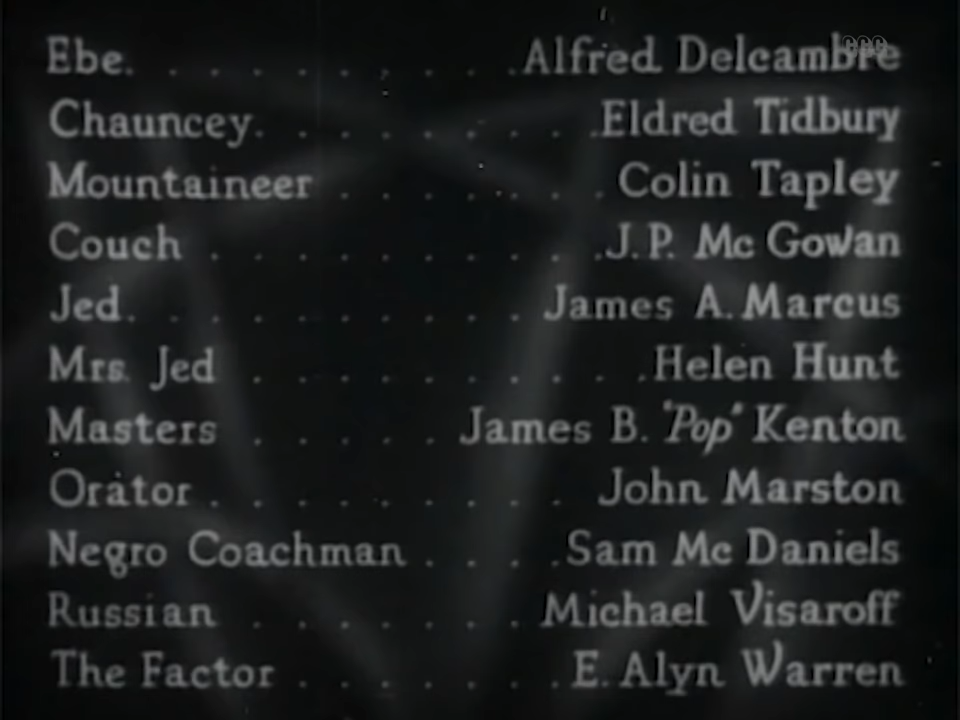 CCC
Ebe. . . . . . . . . . .Alfred Delcambre
Chauncey. . . . . . . . .Eldred Tidbury
Mountaineer . . . . . . . Colin Tapley
Couch . . . . . . . . . .J.P. Mc Gowan
Jed. . . . . . . . . . . James A. Marcus
Mrs. Jed . . . . . . . . . .Helen Hunt
Masters . . . . . James B. "Pop" Kenton
Orator . . . . . . . . . John Marston
Negro Coachman . . . .Sam Mc Daniels
Russian . . . . . . . Michael Visaroff
The Factor . . . . . . . E. Alyn Warren